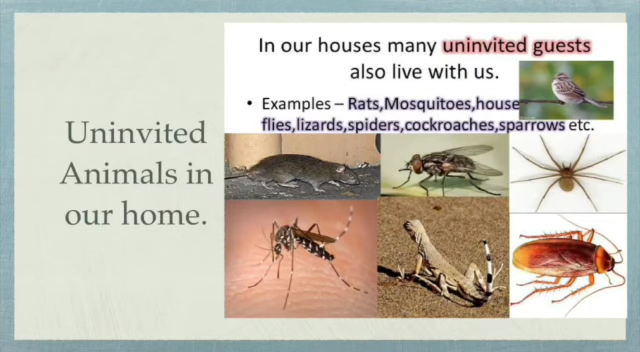 Uninvited
Animals in
our home.
In our houses many uninvited guests
also live with us.
• Examples – Rats,Mosquitoes,house
flies,lizards,spiders,cockroaches,sparrows etc.